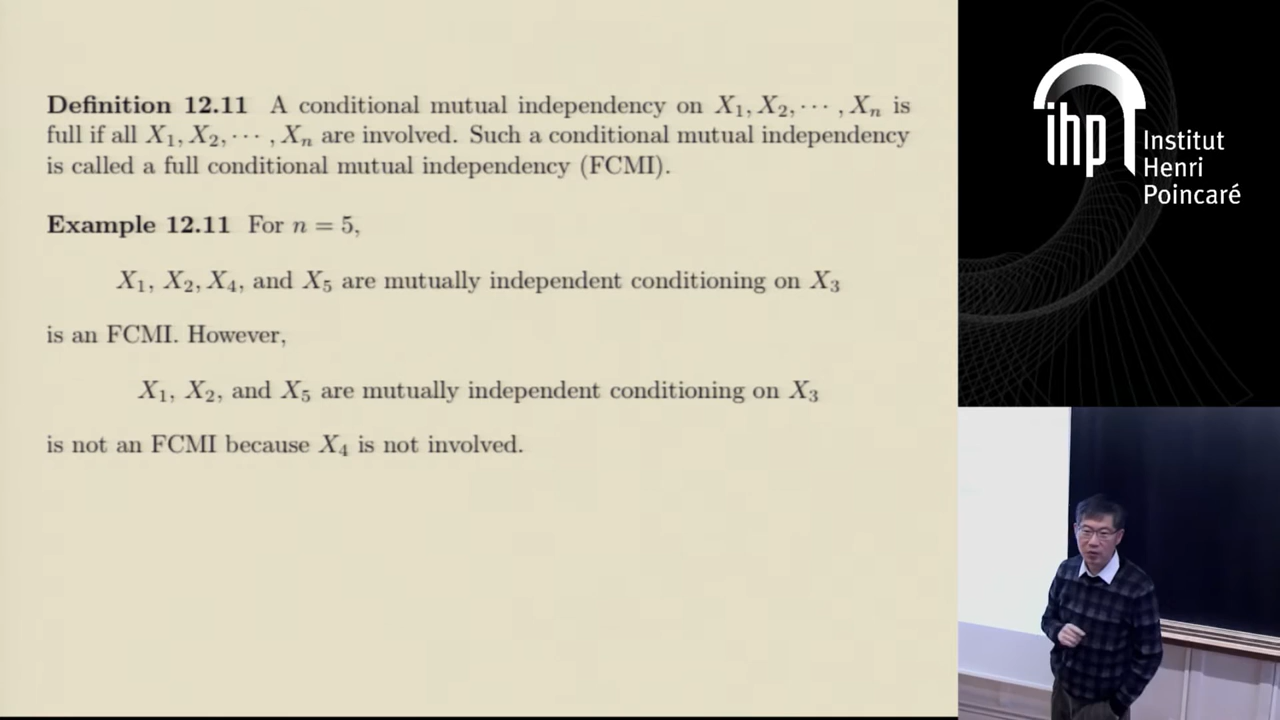 Definition 12.11 A conditional mutual independency on X₁, X₂, ⋯ , Xₙ is
full if all X₁, X₂, ⋯ , Xₙ are involved. Such a conditional mutual independency
is called a full conditional mutual independency (FCMI).
Example 12.11 For n = 5,
X₁, X₂, X₄, and X₅ are mutually independent conditioning on X₃
is an FCMI. However,
X₁, X₂, and X₅ are mutually independent conditioning on X₃
is not an FCMI because X₄ is not involved.
ihp
Institut
Henri
Poincaré